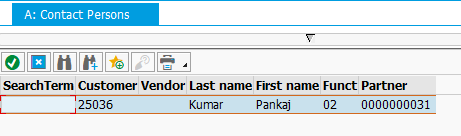 A: Contact Persons
SearchTerm Customer Vendor Last name First name Funct Partner
25036 Kumar Pankaj 02 0000000031